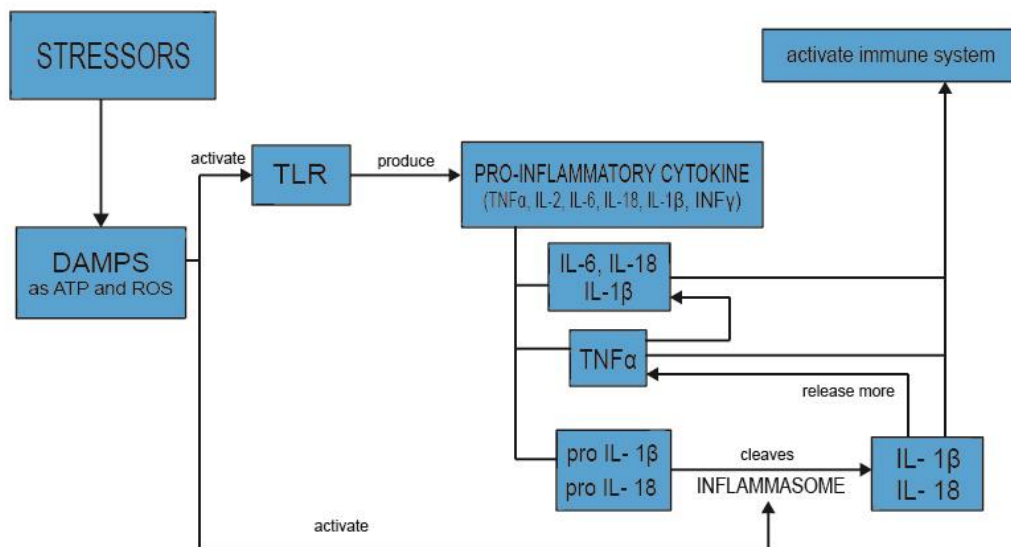 STRESSORS
activate immune system
activate
TLR
produce
PRO-INFLAMMATORY CYTOKINE
(TNFα, IL-2, IL-6, IL-18, IL-1β, INFγ)
DAMPS
as ATP and ROS
IL-6, IL-18
IL-1β
TNFα
release more
pro IL- 1β
pro IL- 18
cleaves
INFLAMMASOME
IL- 1β
IL- 18
activate